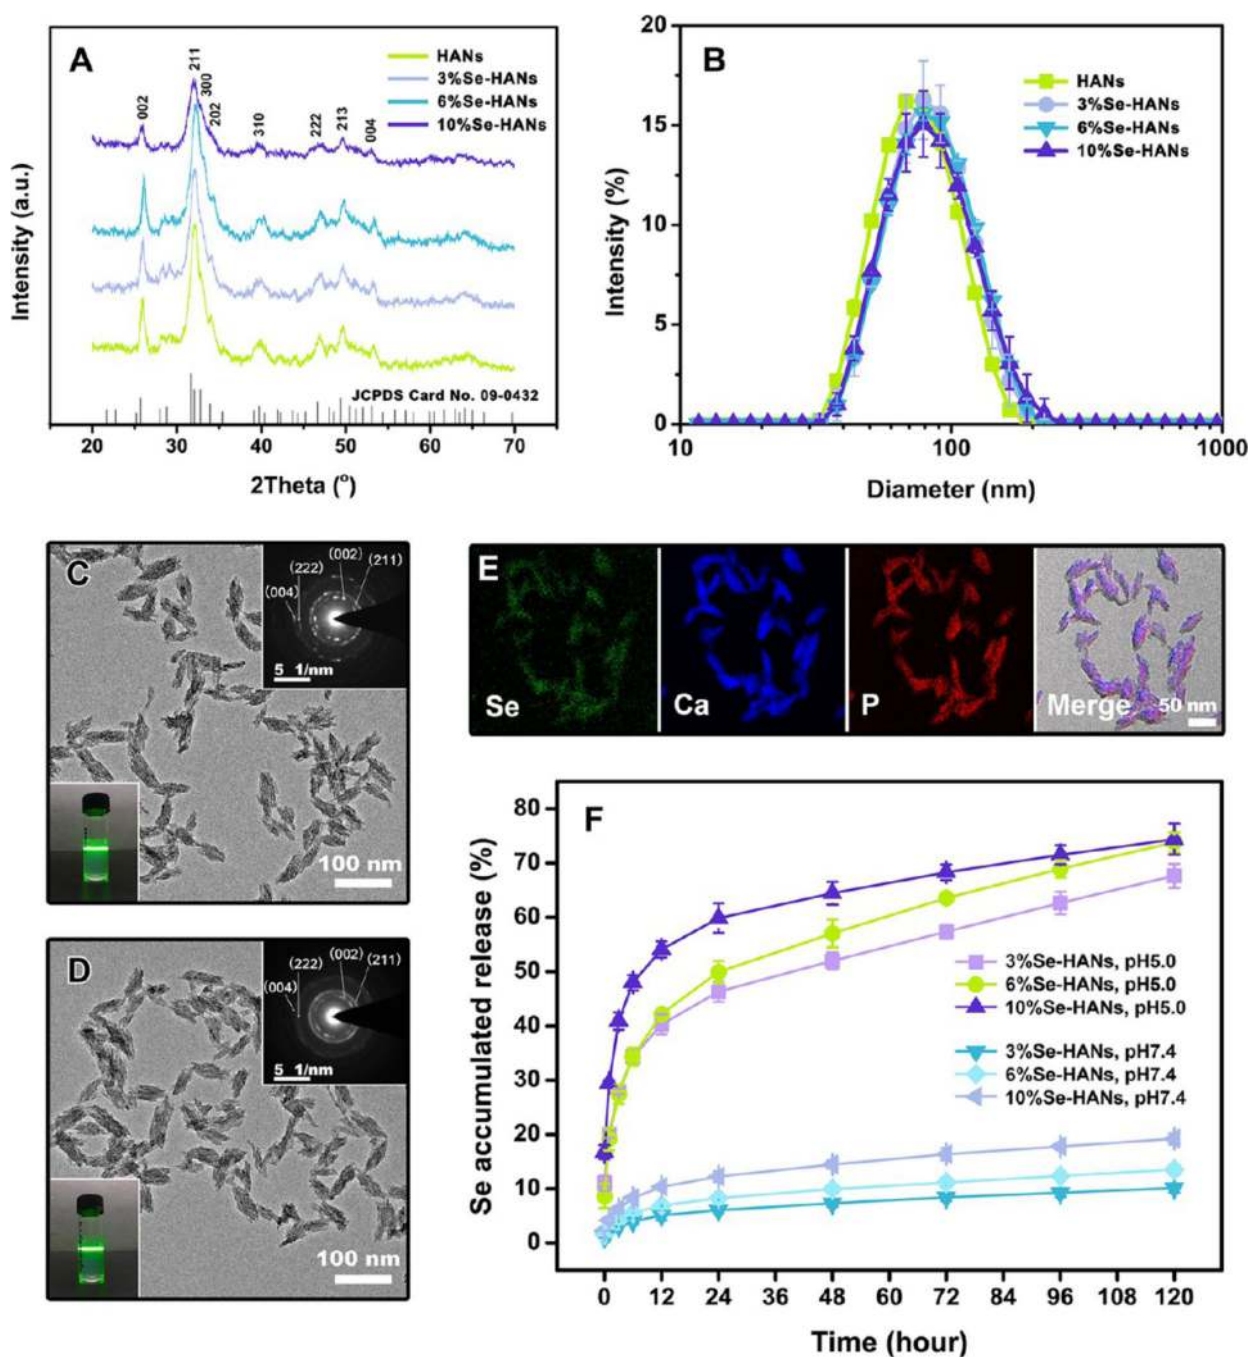 A
002
211
300
202
310
222
213
004
HANs
3%Se-HANs
6%Se-HANs
10%Se-HANs
JCPDS Card No. 09-0432
Intensity (a.u.)
20 30 40 50 60 70
2Theta (°)
B
HANs
3%Se-HANs
6%Se-HANs
10%Se-HANs
Intensity (%)
20
15
10
5
0
10 100 1000
Diameter (nm)
C
(004)
(222)
(002)
(211)
5 1/nm
100 nm
D
(004)
(222)
(002)
(211)
5 1/nm
100 nm
E
Se
Ca
P
Merge
50 nm
F
Se accumulated release (%)
80
70
60
50
40
30
20
10
0
3%Se-HANs, pH5.0
6%Se-HANs, pH5.0
10%Se-HANs, pH5.0
3%Se-HANs, pH7.4
6%Se-HANs, pH7.4
10%Se-HANs, pH7.4
0 12 24 36 48 60 72 84 96 108 120
Time (hour)